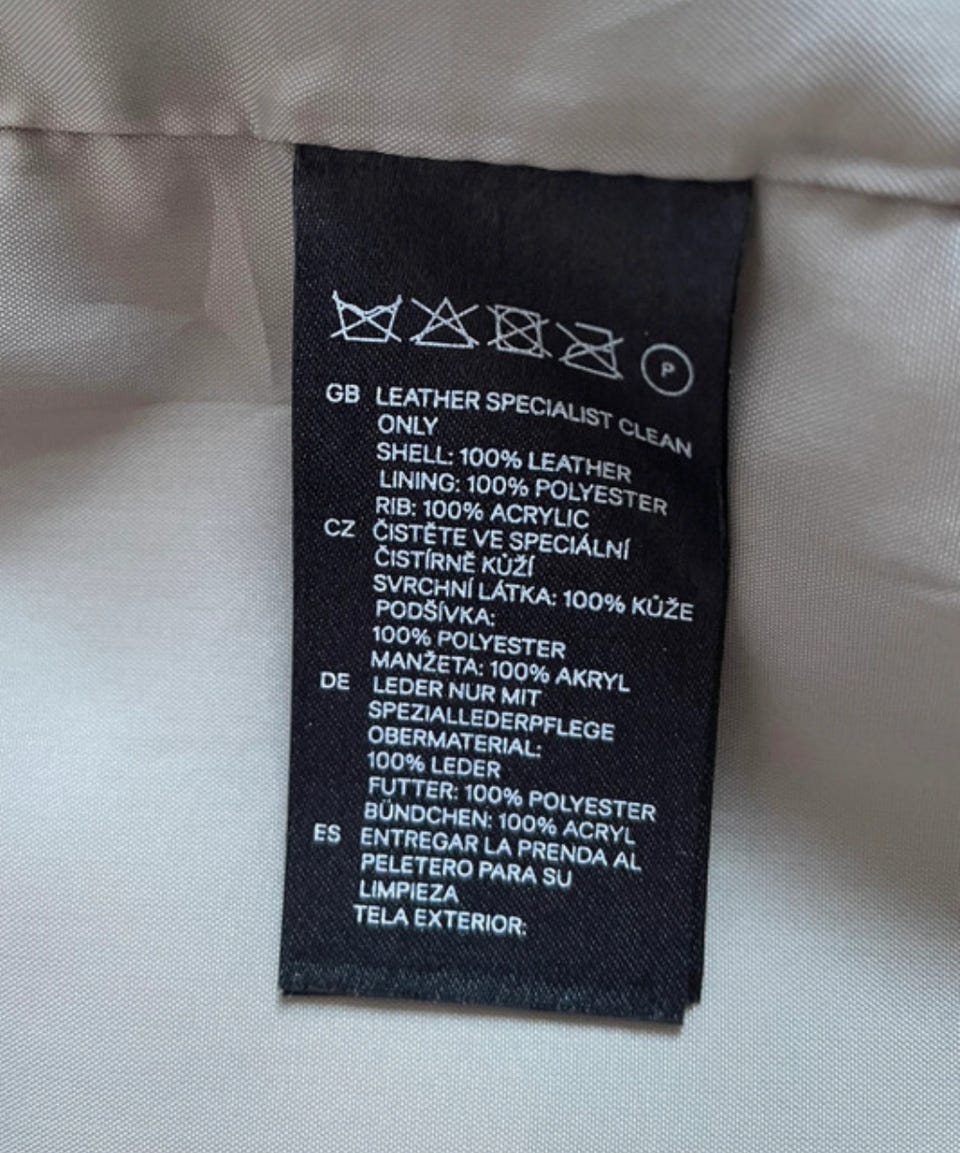 P
GB LEATHER SPECIALIST CLEAN
ONLY
SHELL: 100% LEATHER
LINING: 100% POLYESTER
RIB: 100% ACRYLIC
CZ ČISTĚTE VE SPECIÁLNÍ
ČISTÍRNĚ KŮŽÍ
SVRCHNÍ LÁTKA: 100% KŮŽE
PODŠÍVKA:
100% POLYESTER
MANŽETA: 100% AKRYL
DE LEDER NUR MIT
SPEZIALLEDERPFLEGE
OBERMATERIAL:
100% LEDER
FUTTER: 100% POLYESTER
BÜNDCHEN: 100% ACRYL
ES ENTREGAR LA PRENDA AL
PELETERO PARA SU
LIMPIEZA
TELA EXTERIOR: